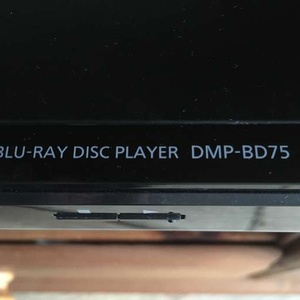 BLU-RAY DISC PLAYER DMP-BD75